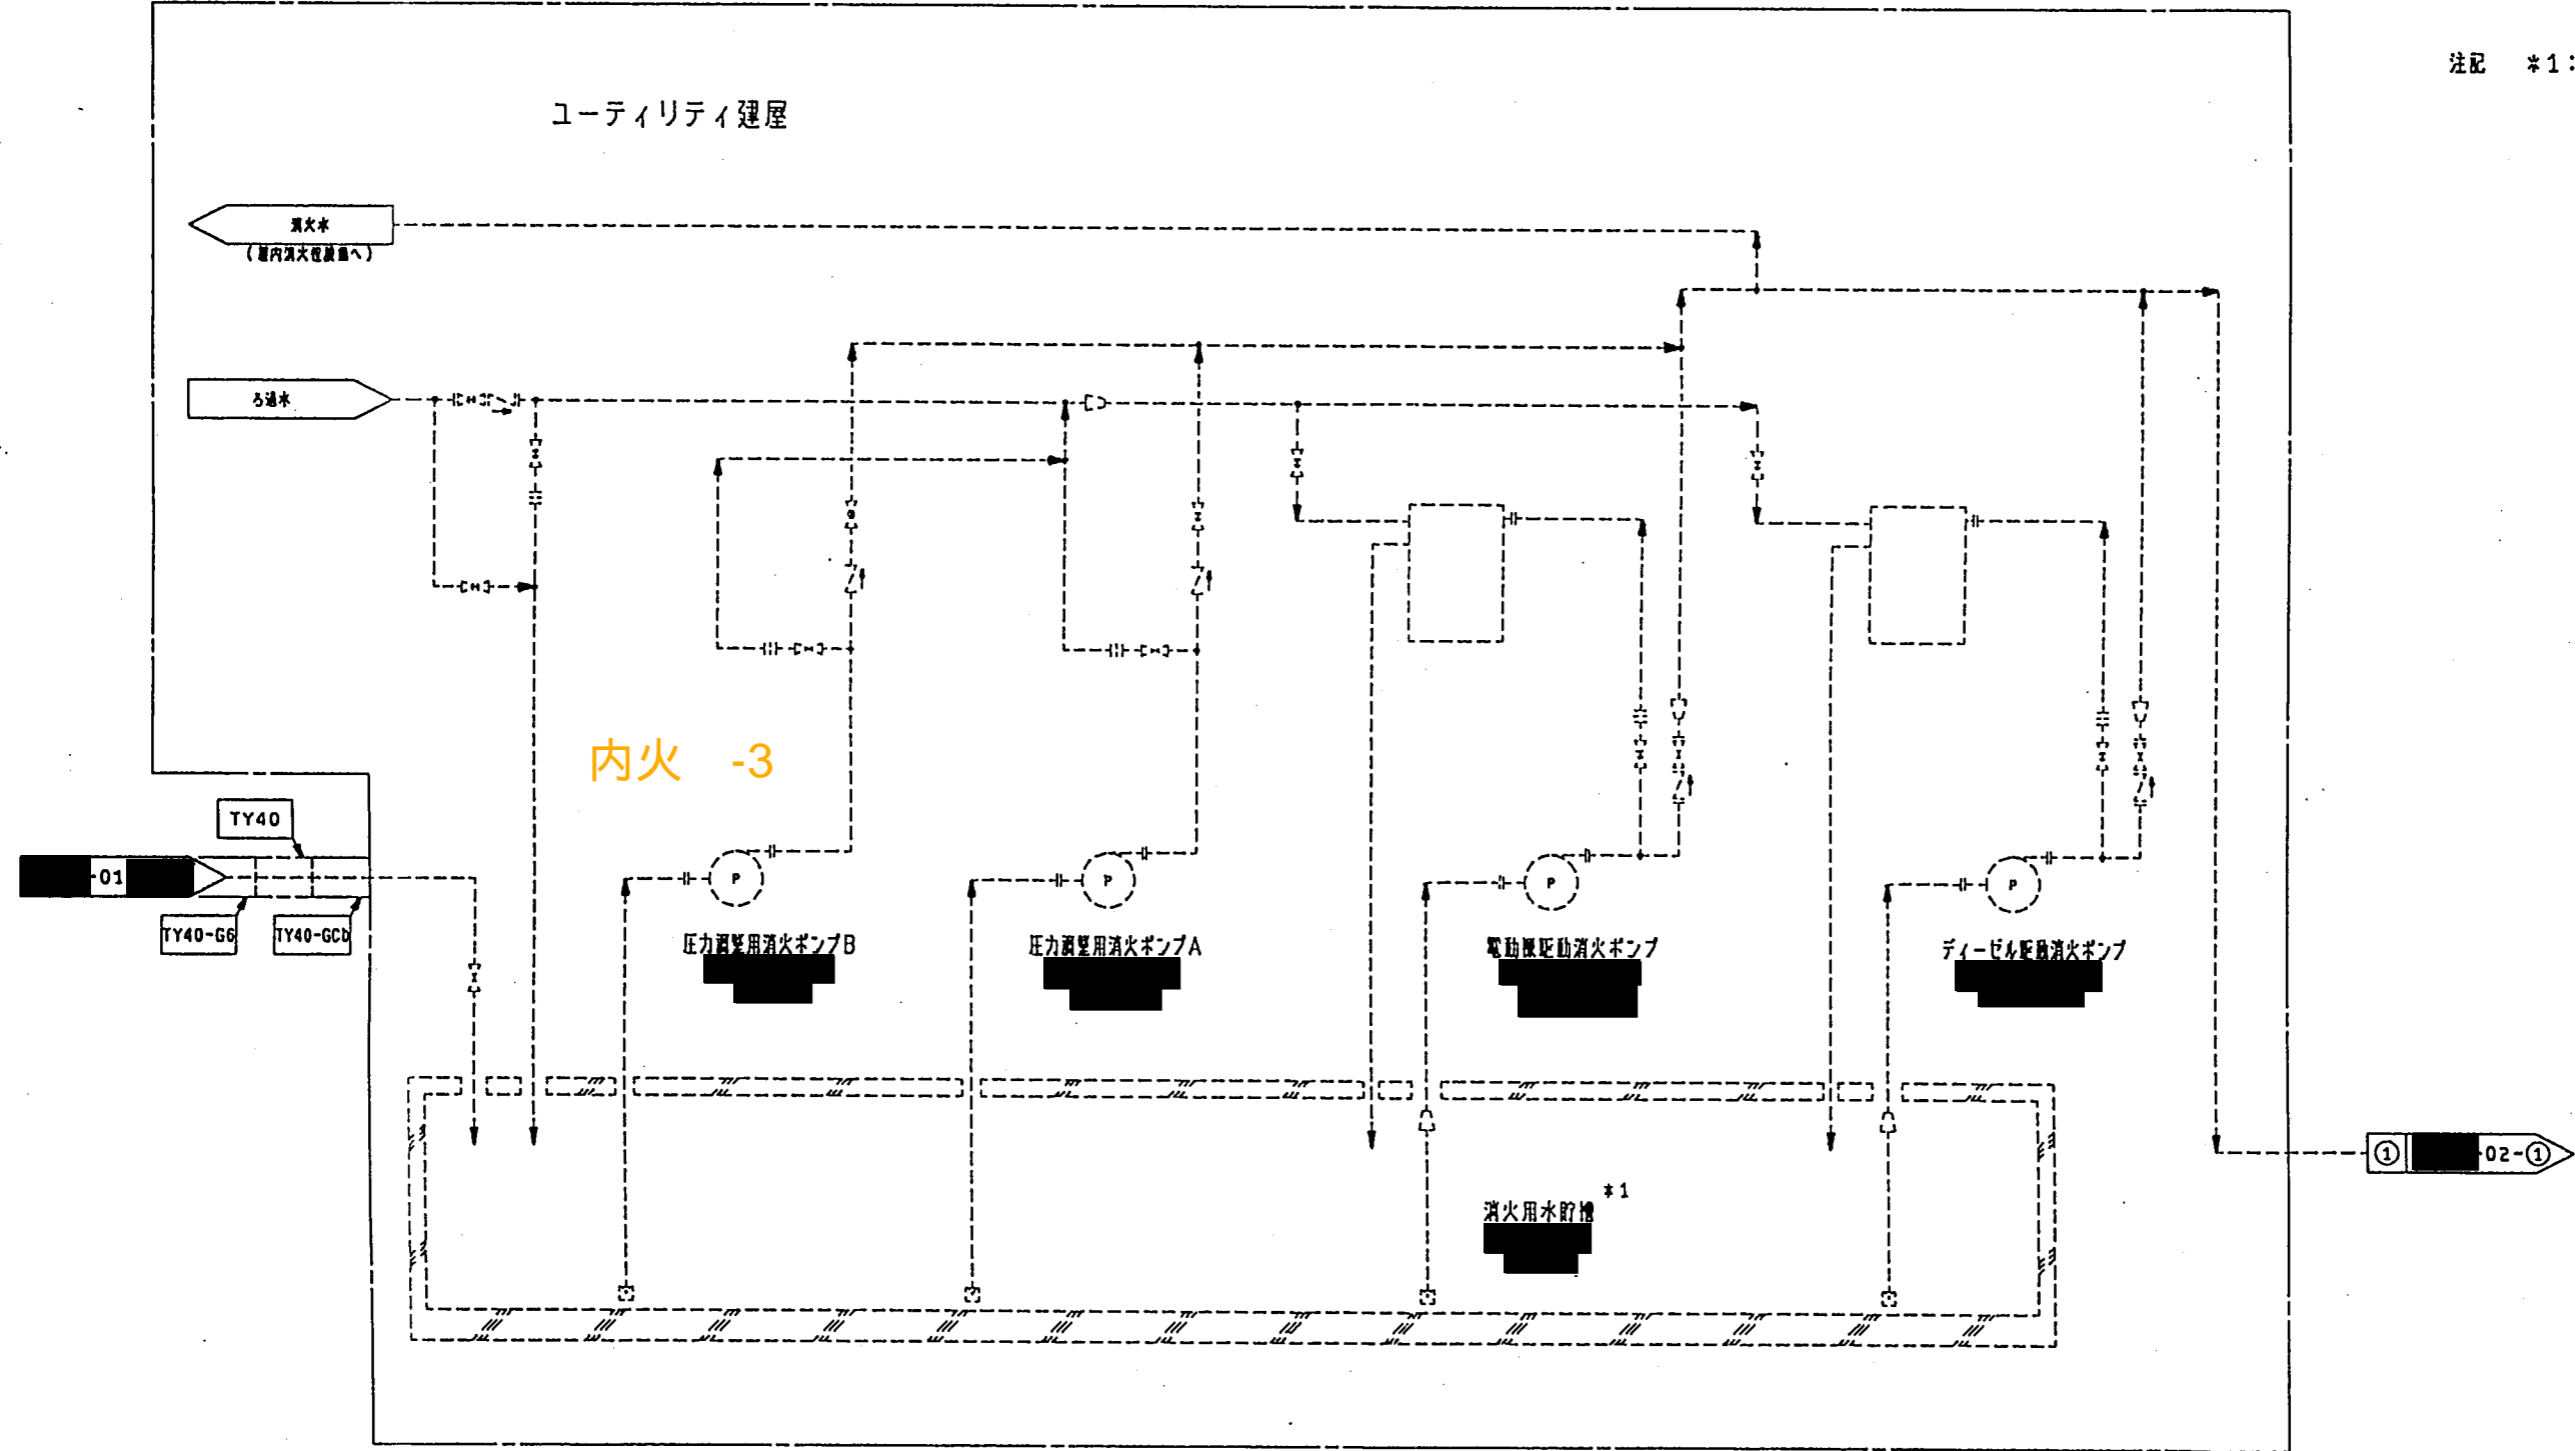 注記 *1:
ユーティリティ建屋
消火水
ろ過水
内火 -3
TY40
-01
TY40-G6
TY40-GCb
P
P
P
P
圧力調整用消火ポンプB
圧力調整用消火ポンプA
電動機駆動消火ポンプ
ディーゼル駆動消火ポンプ
① 02-①
消火用水貯槽 *1